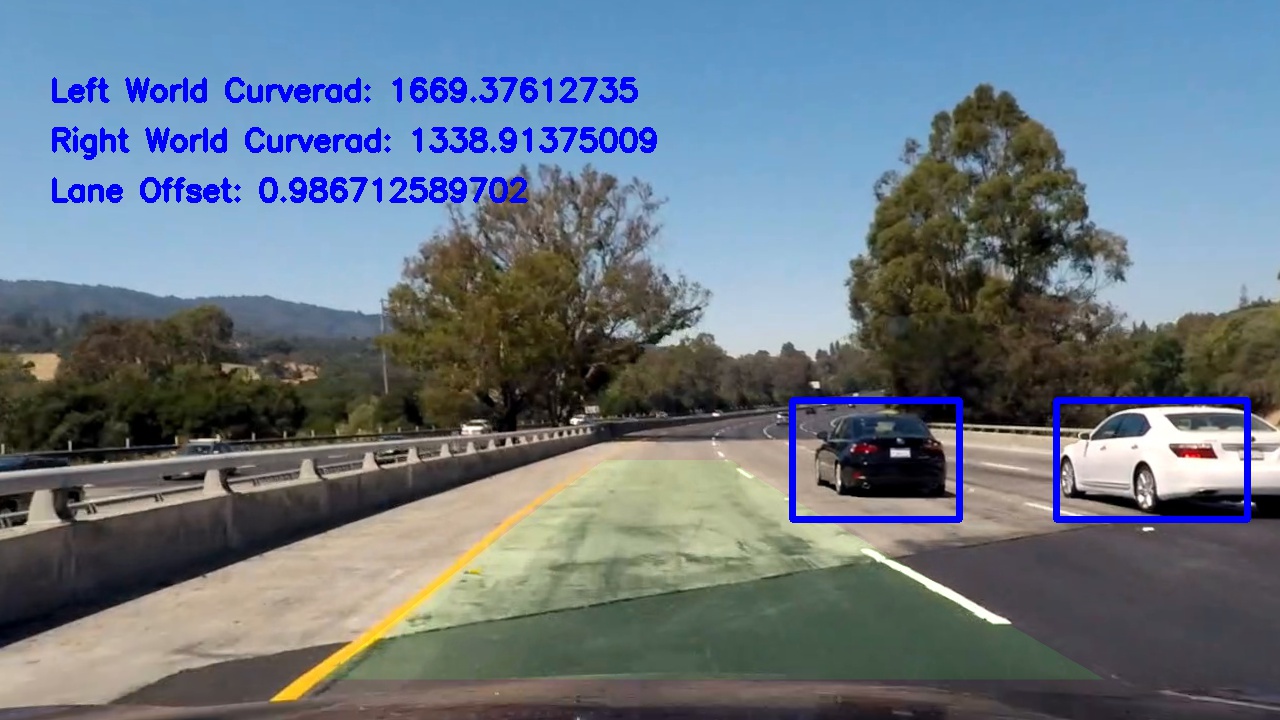 Left World Curverad: 1669.37612735
Right World Curverad: 1338.91375009
Lane Offset: 0.986712589702